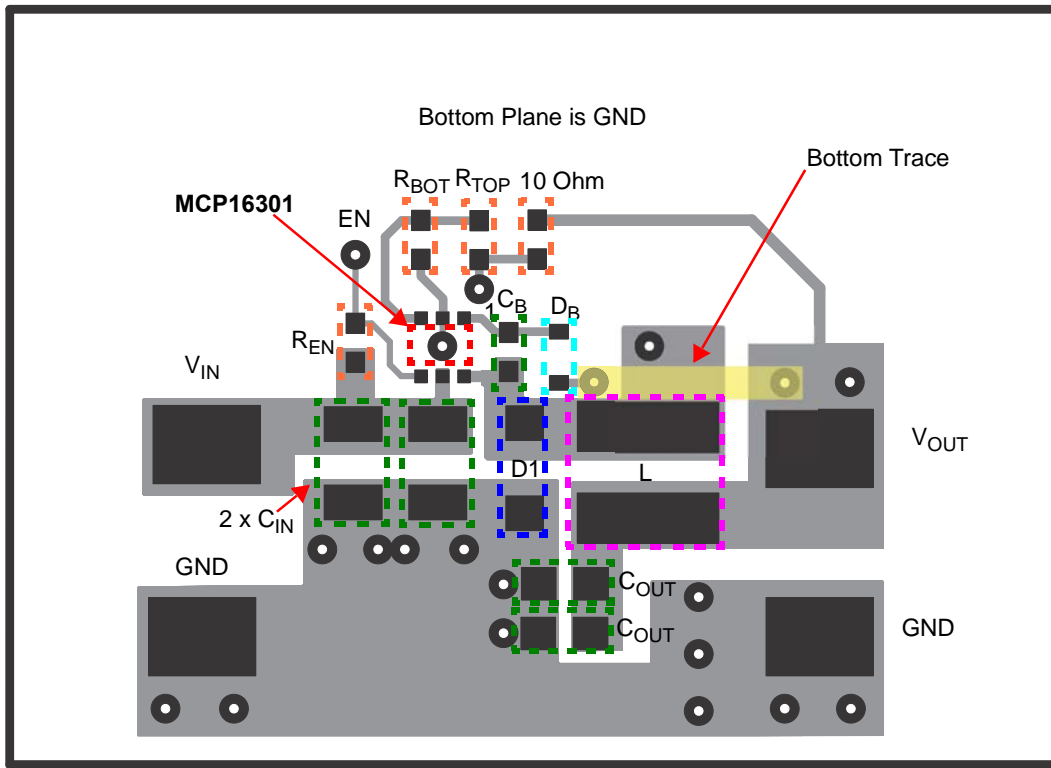 Bottom Plane is GND
Bottom Trace
RBOT RTOP 10 Ohm
MCP16301
EN
1 CB DB
REN
VIN
VOUT
D1 L
2 x CIN
GND
COUT
COUT
GND